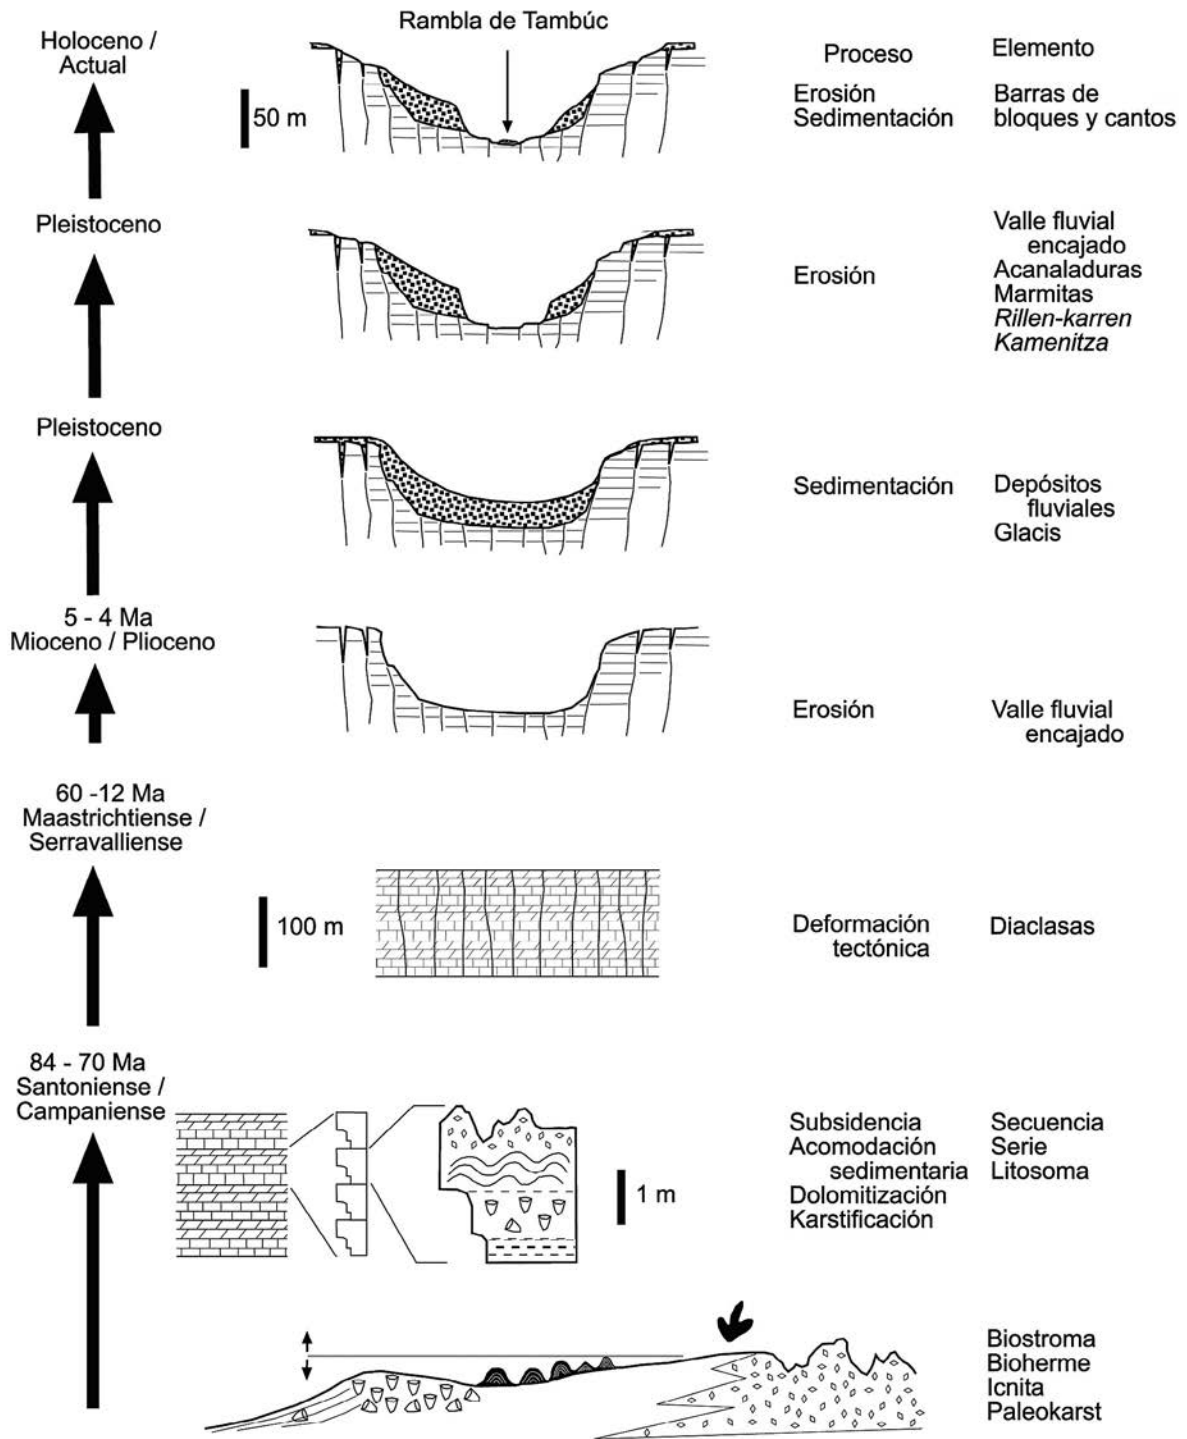 Rambla de Tambúc
Holoceno /
Actual
50 m
Proceso
Elemento
Erosión
Sedimentación
Barras de
bloques y cantos
Pleistoceno
Erosión
Valle fluvial
encajado
Acanaladuras
Marmitas
Rillen-karren
Kamenitza
Pleistoceno
Sedimentación
Depósitos
fluviales
Glacis
5 - 4 Ma
Mioceno / Plioceno
Erosión
Valle fluvial
encajado
60 -12 Ma
Maastrichtiense /
Serravalliense
100 m
Deformación
tectónica
Diaclasas
84 - 70 Ma
Santoniense /
Campaniense
1 m
Subsidencia
Acomodación
sedimentaria
Dolomitización
Karstificación
Secuencia
Serie
Litosoma
Biostroma
Bioherme
Icnita
Paleokarst